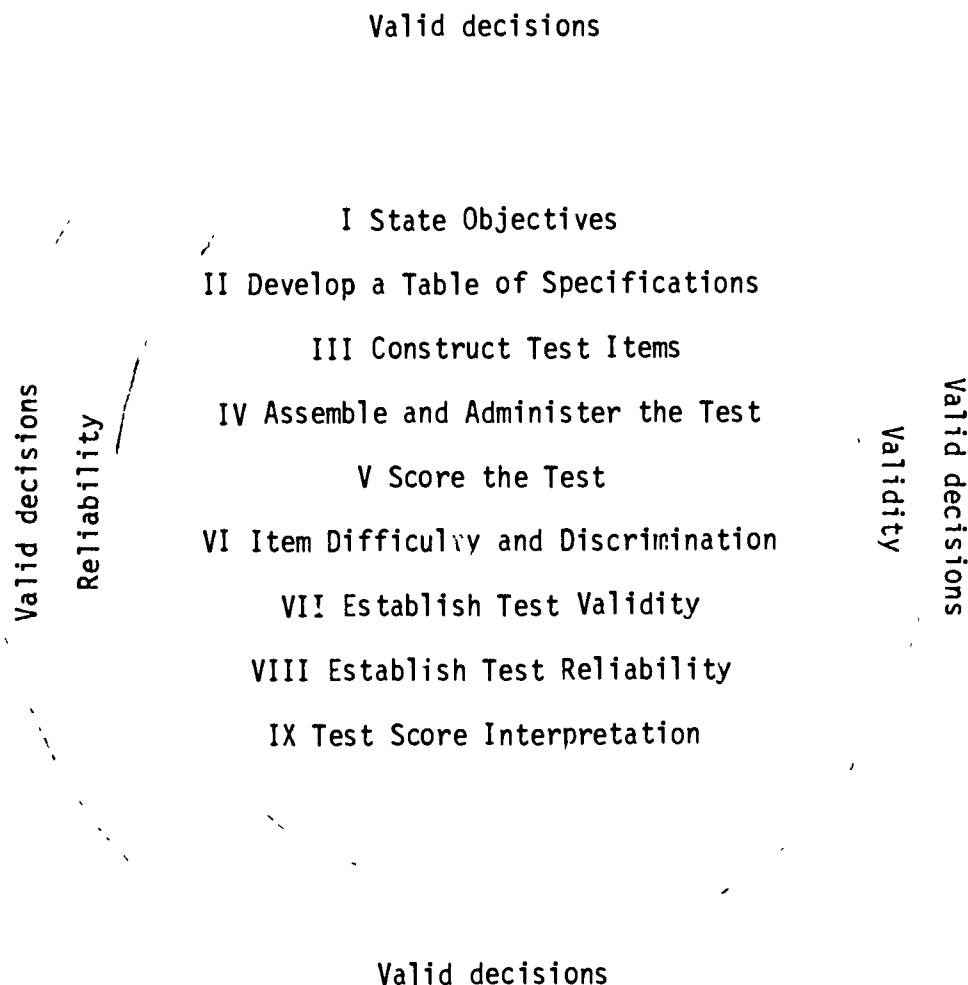 Valid decisions
I State Objectives
II Develop a Table of Specifications
III Construct Test Items
IV Assemble and Administer the Test
V Score the Test
VI Item Difficulty and Discrimination
VII Establish Test Validity
VIII Establish Test Reliability
IX Test Score Interpretation
Valid decisions
Reliability
Validity
Valid decisions
Valid decisions